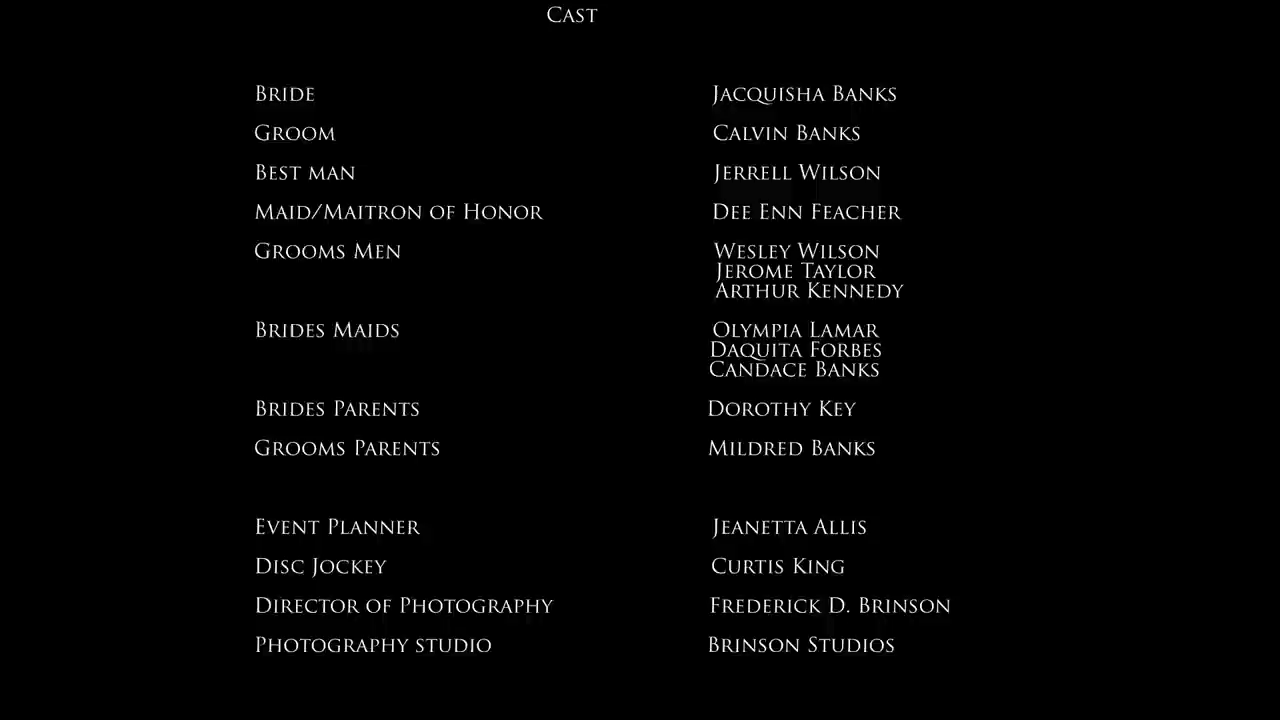 Cast
Bride Jacquisha Banks
Groom Calvin Banks
Best man Jerrell Wilson
Maid/Maitron of Honor Dee Enn Feacher
Grooms Men Wesley Wilson
Jerome Taylor
Arthur Kennedy
Brides Maids Olympia Lamar
Daquita Forbes
Candace Banks
Brides Parents Dorothy Key
Grooms Parents Mildred Banks
Event Planner Jeanetta Allis
Disc Jockey Curtis King
Director of Photography Frederick D. Brinson
Photography studio Brinson Studios